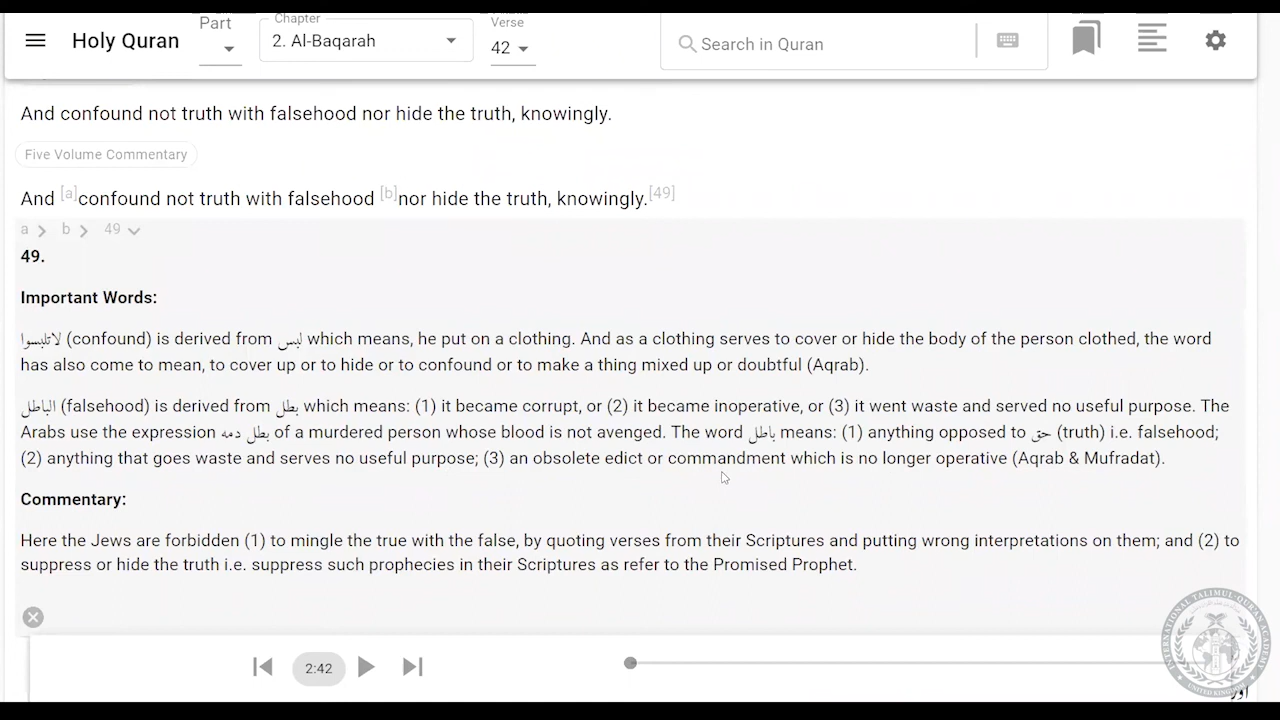 Part
Chapter
Verse
Holy Quran
2. Al-Baqarah
42
Search in Quran
And confound not truth with falsehood nor hide the truth, knowingly.
Five Volume Commentary
And [a]confound not truth with falsehood [b]nor hide the truth, knowingly.[49]
a b 49
49.
Important Words:
لاتلبسوا (confound) is derived from لبس which means, he put on a clothing. And as a clothing serves to cover or hide the body of the person clothed, the word
has also come to mean, to cover up or to hide or to confound or to make a thing mixed up or doubtful (Aqrab).
الباطل (falsehood) is derived from بطل which means: (1) it became corrupt, or (2) it became inoperative, or (3) it went waste and served no useful purpose. The
Arabs use the expression بطل دمه of a murdered person whose blood is not avenged. The word باطل means: (1) anything opposed to حق (truth) i.e. falsehood;
(2) anything that goes waste and serves no useful purpose; (3) an obsolete edict or commandment which is no longer operative (Aqrab & Mufradat).
Commentary:
Here the Jews are forbidden (1) to mingle the true with the false, by quoting verses from their Scriptures and putting wrong interpretations on them; and (2) to
suppress or hide the truth i.e. suppress such prophecies in their Scriptures as refer to the Promised Prophet.
2:42
INTERNATIONAL TALIMUL-QURAN ACADEMY
UNITED KINGDOM
اور